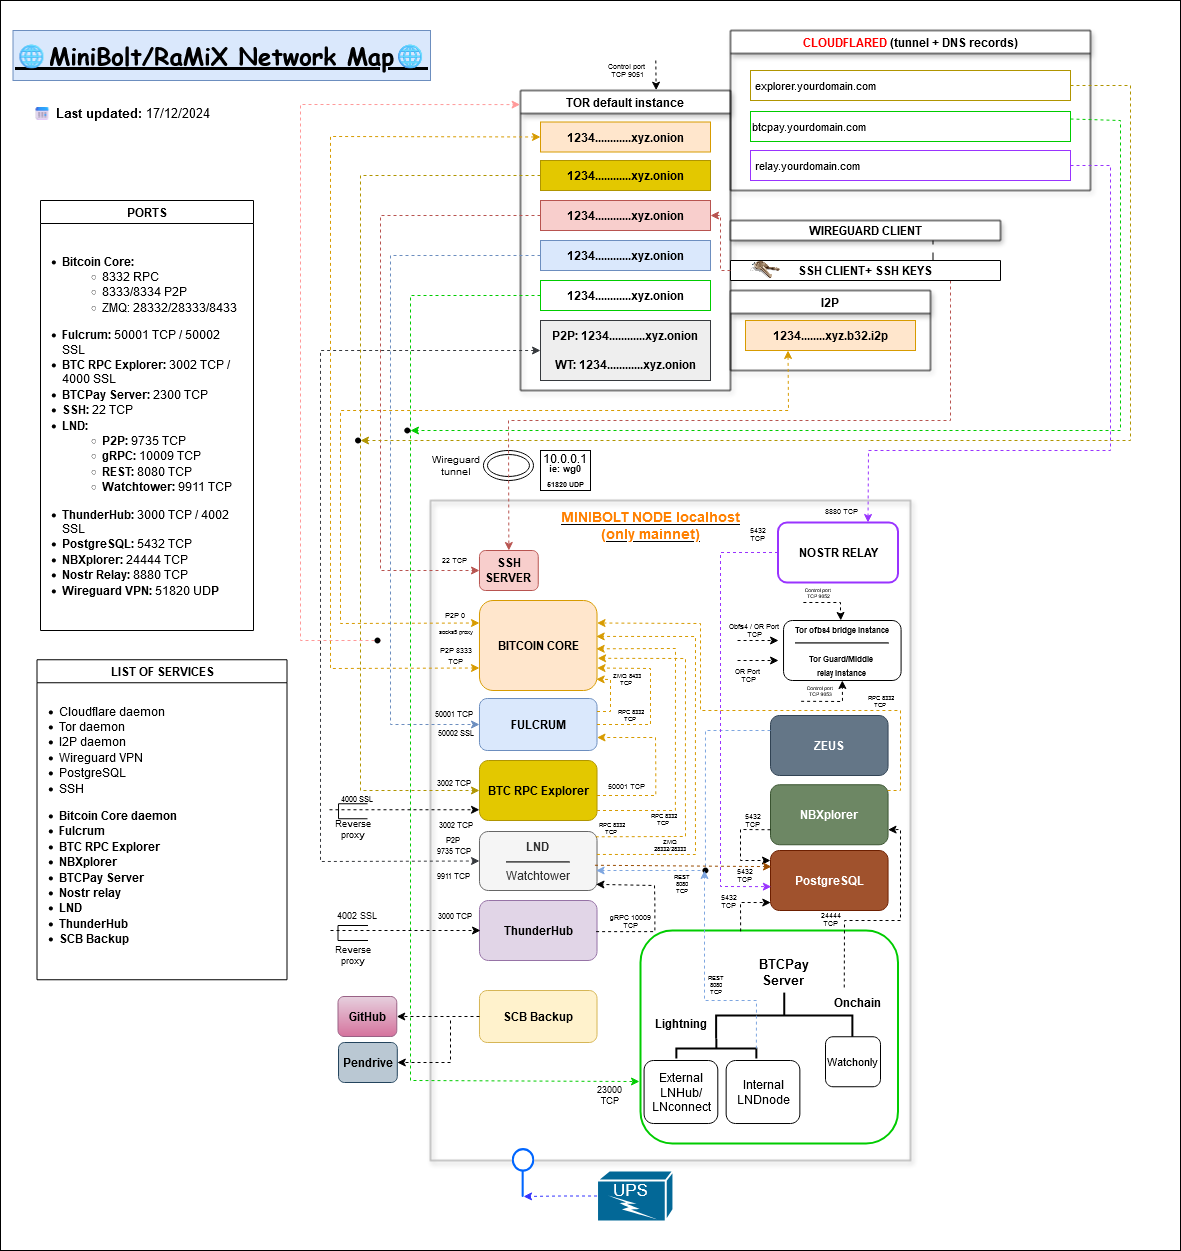 MiniBolt/RaMiX Network Map
Last updated: 17/12/2024
PORTS
Bitcoin Core:
8332 RPC
8333/8334 P2P
ZMQ: 28332/28333/8433
Fulcrum: 50001 TCP / 50002
SSL
BTC RPC Explorer: 3002 TCP /
4000 SSL
BTCPay Server: 2300 TCP
SSH: 22 TCP
LND:
P2P: 9735 TCP
gRPC: 10009 TCP
REST: 8080 TCP
Watchtower: 9911 TCP
ThunderHub: 3000 TCP / 4002
SSL
PostgreSQL: 5432 TCP
NBXplorer: 24444 TCP
Nostr Relay: 8880 TCP
Wireguard VPN: 51820 UDP
LIST OF SERVICES
Cloudflare daemon
Tor daemon
I2P daemon
Wireguard VPN
PostgreSQL
SSH
Bitcoin Core daemon
Fulcrum
BTC RPC Explorer
NBXplorer
BTCPay Server
Nostr relay
LND
ThunderHub
SCB Backup
Control port
TCP 9051
TOR default instance
1234............xyz.onion
1234............xyz.onion
1234............xyz.onion
1234............xyz.onion
1234............xyz.onion
P2P: 1234............xyz.onion
WT: 1234............xyz.onion
CLOUDFLARED (tunnel + DNS records)
explorer.yourdomain.com
btcpay.yourdomain.com
relay.yourdomain.com
WIREGUARD CLIENT
SSH CLIENT+ SSH KEYS
I2P
1234........xyz.b32.i2p
Wireguard
tunnel
10.0.0.1
ie: wg0
51820 UDP
MINIBOLT NODE localhost
(only mainnet)
22 TCP
SSH
SERVER
P2P 0
socks5 proxy
P2P 8333
TCP
BITCOIN CORE
ZMQ 8433
TCP
50001 TCP
50002 SSL
FULCRUM
RPC 8332
TCP
3002 TCP
BTC RPC Explorer
50001 TCP
4000 SSL
Reverse
proxy
3002 TCP
RPC 8332
TCP
RPC 8332
TCP
P2P
9735 TCP
9911 TCP
LND
Watchtower
ZMQ
28332/28333
REST
8080
TCP
4002 SSL
Reverse
proxy
3000 TCP
ThunderHub
gRPC 10009
TCP
GitHub
Pendrive
SCB Backup
8880 TCP
5432
TCP
NOSTR RELAY
Control port
TCP 9052
Obfs4 / OR Port
TCP
OR Port
TCP
Tor ofbs4 bridge instance
Tor Guard/Middle
relay instance
Control port
TCP 9053
RPC 8332
TCP
ZEUS
NBXplorer
5432
TCP
PostgreSQL
5432
TCP
5432
TCP
24444
TCP
BTCPay
Server
REST
8080
TCP
Onchain
Lightning
Watchonly
External
LNHub/
LNconnect
Internal
LNDnode
23000
TCP
UPS